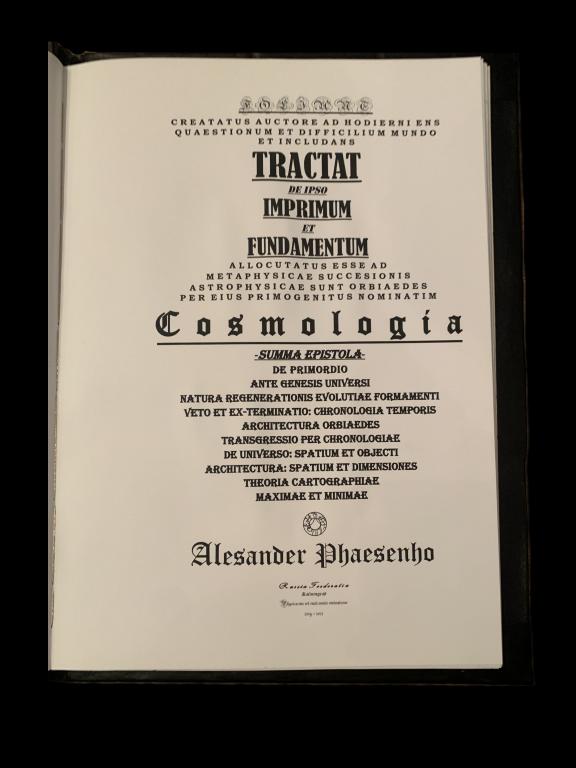 FOLIANT
CREATATUS AUCTORE AD HODIERNI ENS
QUAESTIONUM ET DIFFICILIUM MUNDO
ET INCLUDANS
TRACTAT
DE IPSO
IMPRIMUM
ET
FUNDAMENTUM
ALLOCUTATUS ESSE AD
METAPHYSICAE SUCCESIONIS
ASTROPHYSICAE SUNT ORBIAEDES
PER EIUS PRIMOGENITUS NOMINATIM
Cosmologia
-SUMMA EPISTOLA-
DE PRIMORDIO
ANTE GENESIS UNIVERSI
NATURA REGENERATIONIS EVOLUTIAE FORMAMENTI
VETO ET EX-TERMINATIO: CHRONOLOGIA TEMPORIS
ARCHITECTURA ORBIAEDES
TRANSGRESSIO PER CHRONOLOGIAE
DE UNIVERSO: SPATIUM ET OBJECTI
ARCHITECTURA: SPATIUM ET DIMENSIONES
THEORIA CARTOGRAPHIAE
MAXIMAE ET MINIMAE
Alesander Phaesenho
Russia Foederatio